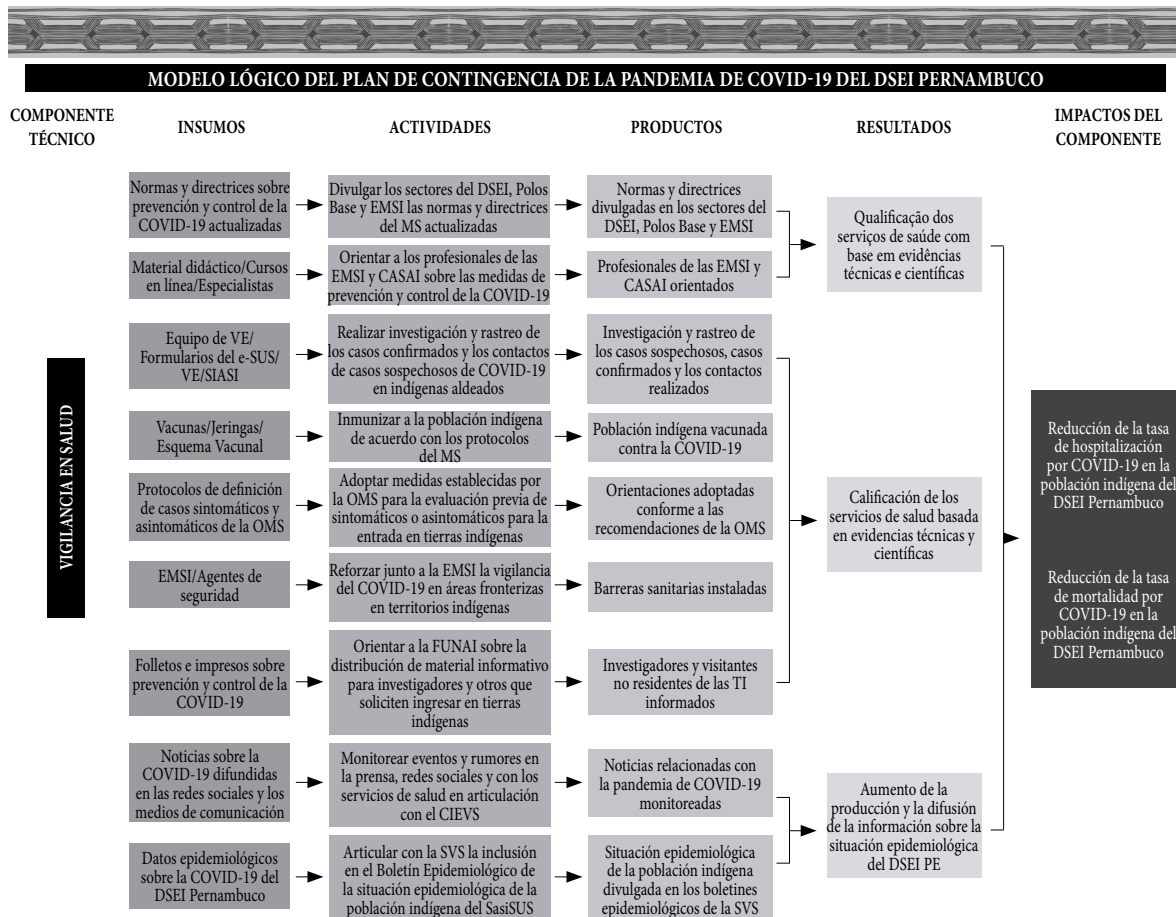 MODELO LÓGICO DEL PLAN DE CONTINGENCIA DE LA PANDEMIA DE COVID-19 DEL DSEI PERNAMBUCO
COMPONENTE
TÉCNICO
INSUMOS
ACTIVIDADES
PRODUCTOS
RESULTADOS
IMPACTOS DEL
COMPONENTE
VIGILANCIA EN SALUD
Normas y directrices sobre
prevención y control de la
COVID-19 actualizadas
Divulgar los sectores del DSEI, Polos
Base y EMSI las normas y directrices
del MS actualizadas
Normas y directrices
divulgadas en los sectores del
DSEI, Polos Base y EMSI
Material didáctico/Cursos
en línea/Especialistas
Orientar a los profesionales de las
EMSI y CASAI sobre las medidas de
prevención y control de la COVID-19
Profesionales de las EMSI y
CASAI orientados
Qualificação dos
serviços de saúde com
base em evidências
técnicas e científicas
Equipo de VE/
Formularios del e-SUS/
VE/SIASI
Realizar investigación y rastreo de
los casos confirmados y los contactos
de casos sospechosos de COVID-19
en indígenas aldeados
Investigación y rastreo de
los casos sospechosos, casos
confirmados y los contactos
realizados
Vacunas/Jeringas/
Esquema Vacunal
Inmunizar a la población indígena
de acuerdo con los protocolos
del MS
Población indígena vacunada
contra la COVID-19
Protocolos de definición
de casos sintomáticos y
asintomáticos de la OMS
Adoptar medidas establecidas por
la OMS para la evaluación previa de
sintomáticos o asintomáticos para la
entrada en tierras indígenas
Orientaciones adoptadas
conforme a las
recomendaciones de la OMS
EMSI/Agentes de
seguridad
Reforzar junto a la EMSI la vigilancia
del COVID-19 en áreas fronterizas
en territorios indígenas
Barreras sanitarias instaladas
Folletos e impresos sobre
prevención y control de la
COVID-19
Orientar a la FUNAI sobre la
distribución de material informativo
para investigadores y otros que
soliciten ingresar en tierras
indígenas
Investigadores y visitantes
no residentes de las TI
informados
Calificación de los
servicios de salud basada
en evidencias técnicas y
científicas
Noticias sobre la
COVID-19 difundidas
en las redes sociales y los
medios de comunicación
Monitorear eventos y rumores en
la prensa, redes sociales y con los
servicios de salud en articulación
con el CIEVS
Noticias relacionadas con
la pandemia de COVID-19
monitoreadas
Datos epidemiológicos
sobre la COVID-19 del
DSEI Pernambuco
Articular con la SVS la inclusión
en el Boletín Epidemiológico de
la situación epidemiológica de la
población indígena del SasiSUS
Situación epidemiológica
de la población indígena
divulgada en los boletines
epidemiológicos de la SVS
Aumento de la
producción y la difusión
de la información sobre la
situación epidemiológica
del DSEI PE
Reducción de la tasa
de hospitalización
por COVID-19 en la
población indígena del
DSEI Pernambuco
Reducción de la tasa
de mortalidad por
COVID-19 en la
población indígena del
DSEI Pernambuco